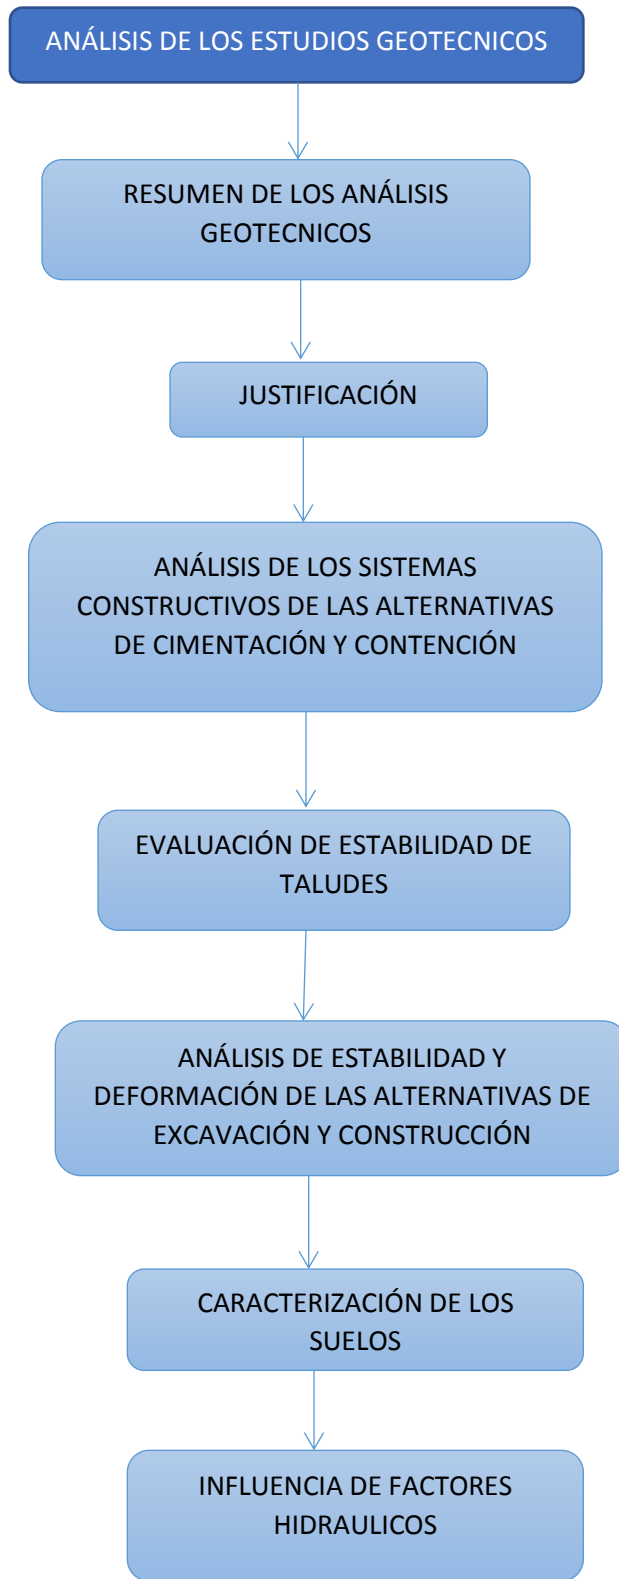 ANÁLISIS DE LOS ESTUDIOS GEOTECNICOS
RESUMEN DE LOS ANÁLISIS
GEOTECNICOS
JUSTIFICACIÓN
ANÁLISIS DE LOS SISTEMAS
CONSTRUCTIVOS DE LAS ALTERNATIVAS
DE CIMENTACIÓN Y CONTENCIÓN
EVALUACIÓN DE ESTABILIDAD DE
TALUDES
ANÁLISIS DE ESTABILIDAD Y
DEFORMACIÓN DE LAS ALTERNATIVAS DE
EXCAVACIÓN Y CONSTRUCCIÓN
CARACTERIZACIÓN DE LOS
SUELOS
INFLUENCIA DE FACTORES
HIDRAULICOS